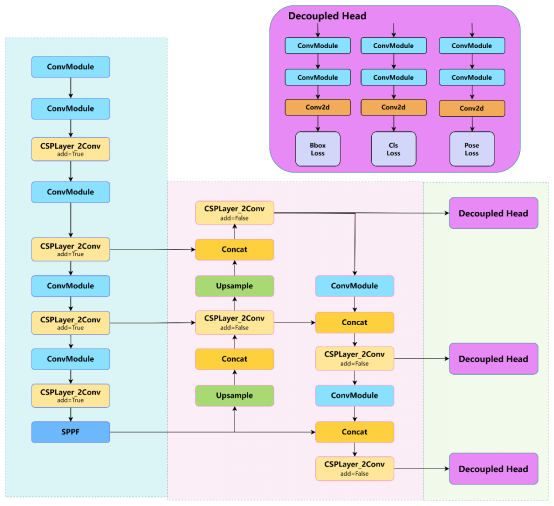 Decoupled Head
ConvModule
ConvModule
ConvModule
ConvModule
ConvModule
ConvModule
Conv2d
Conv2d
Conv2d
Bbox
Loss
Cls
Loss
Pose
Loss
ConvModule
ConvModule
CSPLayer_2Conv
add=True
ConvModule
CSPLayer_2Conv
add=True
ConvModule
CSPLayer_2Conv
add=True
ConvModule
CSPLayer_2Conv
add=True
SPPF
CSPLayer_2Conv
add=False
Concat
Upsample
CSPLayer_2Conv
add=False
Concat
Upsample
ConvModule
Concat
CSPLayer_2Conv
add=False
ConvModule
Concat
CSPLayer_2Conv
add=False
Decoupled Head
Decoupled Head
Decoupled Head